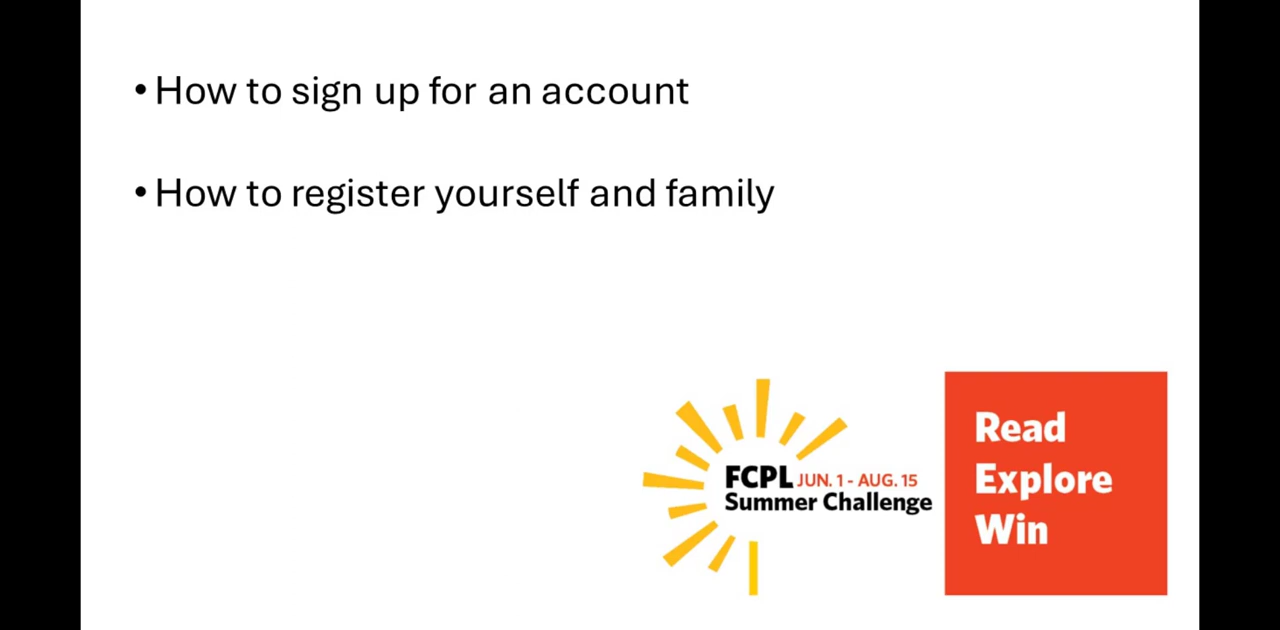 • How to sign up for an account
• How to register yourself and family
FCPL JUN. 1 - AUG. 15
Summer Challenge
Read
Explore
Win